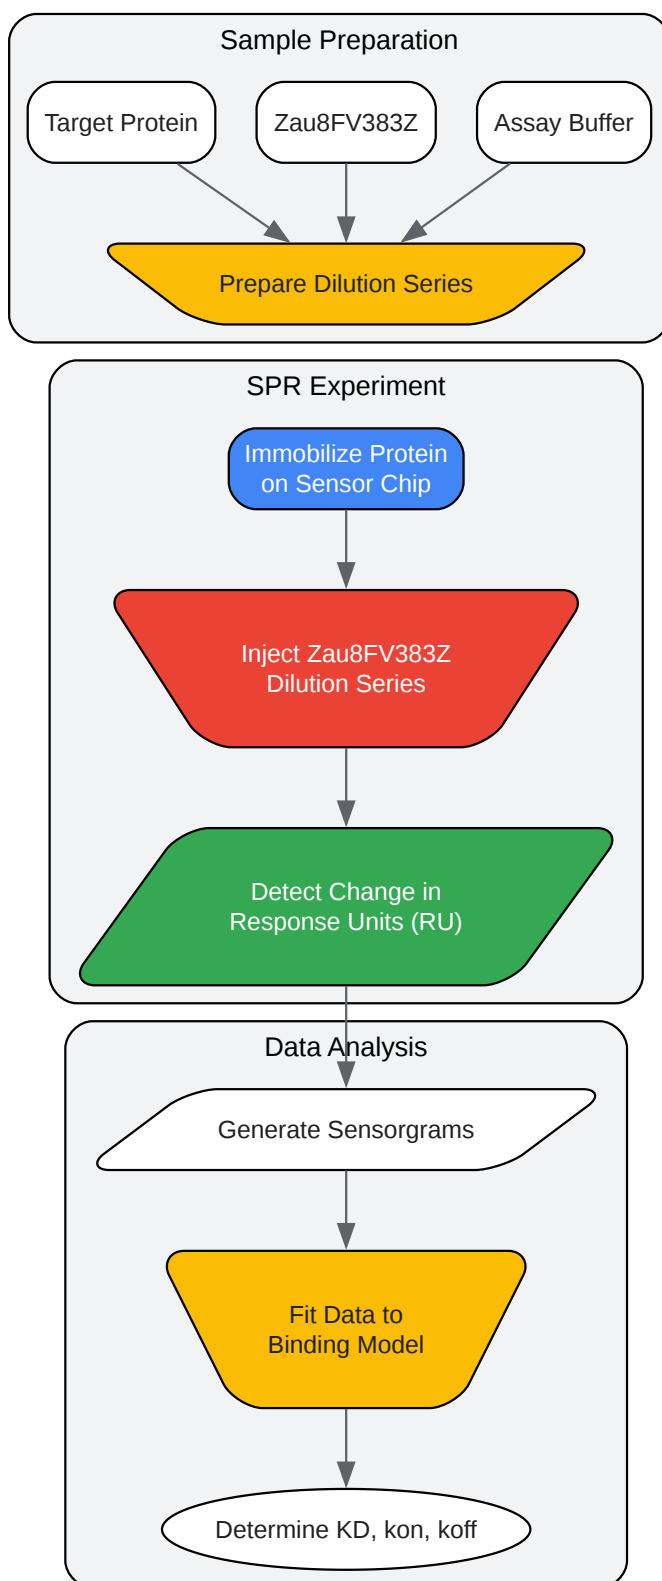 Sample Preparation
Target Protein
Zau8FV383Z
Assay Buffer
Prepare Dilution Series
SPR Experiment
Immobilize Protein
on Sensor Chip
Inject Zau8FV383Z
Dilution Series
Detect Change in
Response Units (RU)
Data Analysis
Generate Sensorgrams
Fit Data to
Binding Model
Determine KD, kon, koff